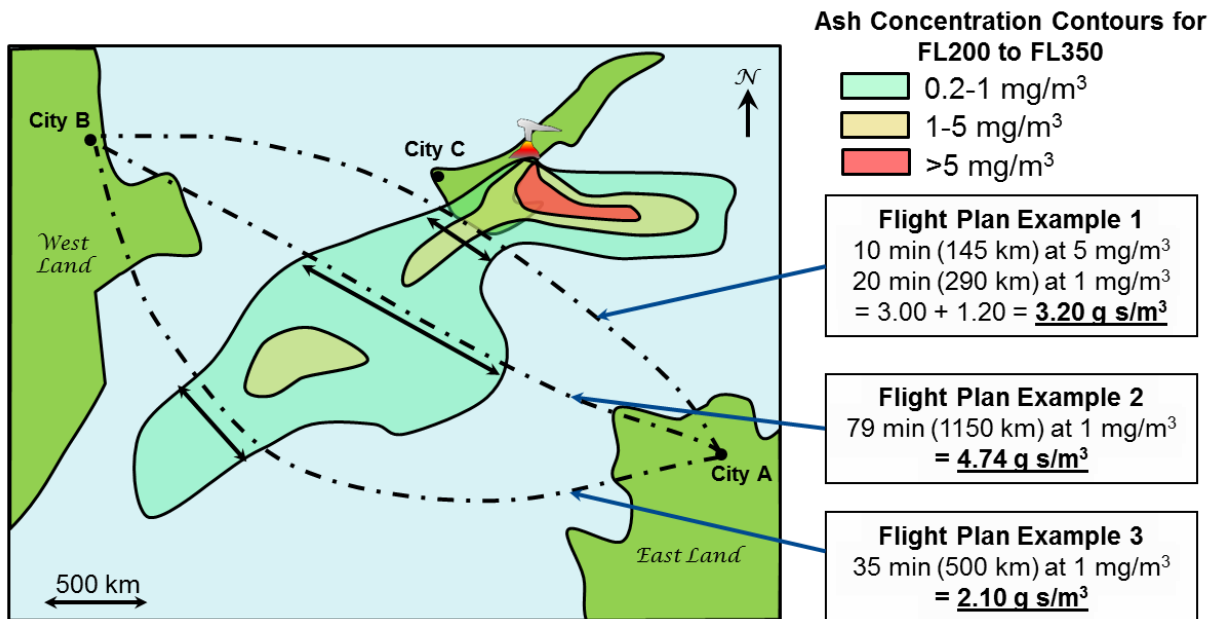 Ash Concentration Contours for
FL200 to FL350
0.2-1 mg/m³
1-5 mg/m³
>5 mg/m³
N
City B
City C
West
Land
City A
East Land
500 km
Flight Plan Example 1
10 min (145 km) at 5 mg/m³
20 min (290 km) at 1 mg/m³
= 3.00 + 1.20 = 3.20 g s/m³
Flight Plan Example 2
79 min (1150 km) at 1 mg/m³
= 4.74 g s/m³
Flight Plan Example 3
35 min (500 km) at 1 mg/m³
= 2.10 g s/m³